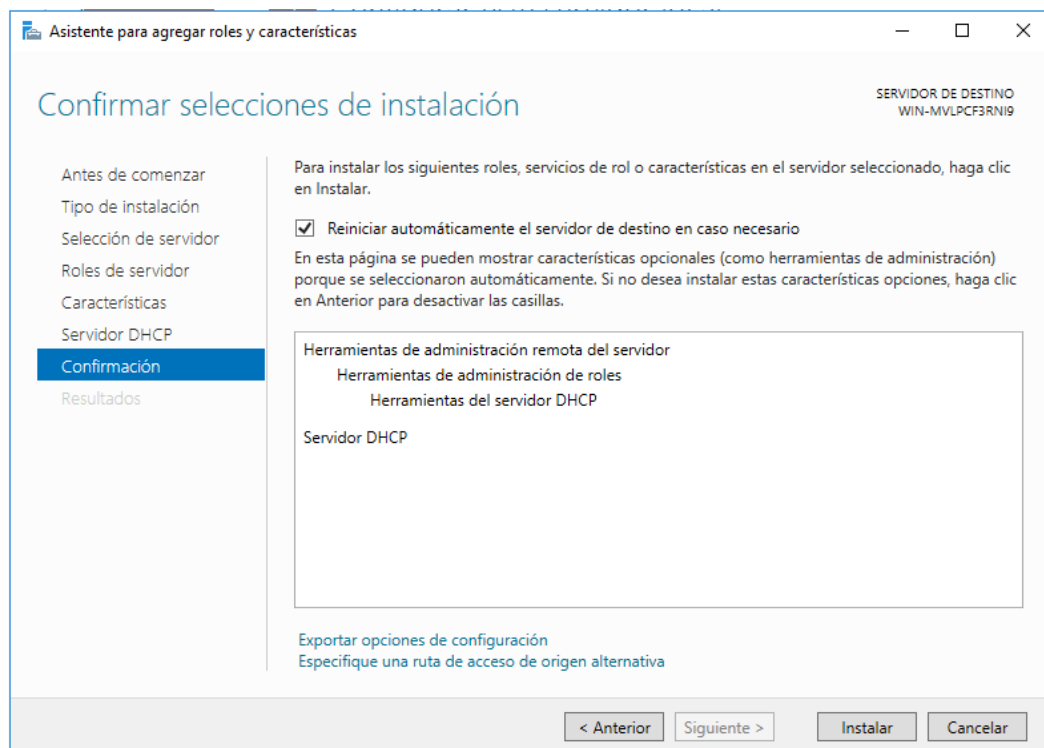 Asistente para agregar roles y características
Confirmar selecciones de instalación
SERVIDOR DE DESTINO
WIN-MVLPCF3RNI9
Antes de comenzar
Tipo de instalación
Selección de servidor
Roles de servidor
Características
Servidor DHCP
Confirmación
Resultados
Para instalar los siguientes roles, servicios de rol o características en el servidor seleccionado, haga clic
en Instalar.
Reiniciar automáticamente el servidor de destino en caso necesario
En esta página se pueden mostrar características opcionales (como herramientas de administración)
porque se seleccionaron automáticamente. Si no desea instalar estas características opciones, haga clic
en Anterior para desactivar las casillas.
Herramientas de administración remota del servidor
Herramientas de administración de roles
Herramientas del servidor DHCP
Servidor DHCP
Exportar opciones de configuración
Especifique una ruta de acceso de origen alternativa
< Anterior
Siguiente >
Instalar
Cancelar